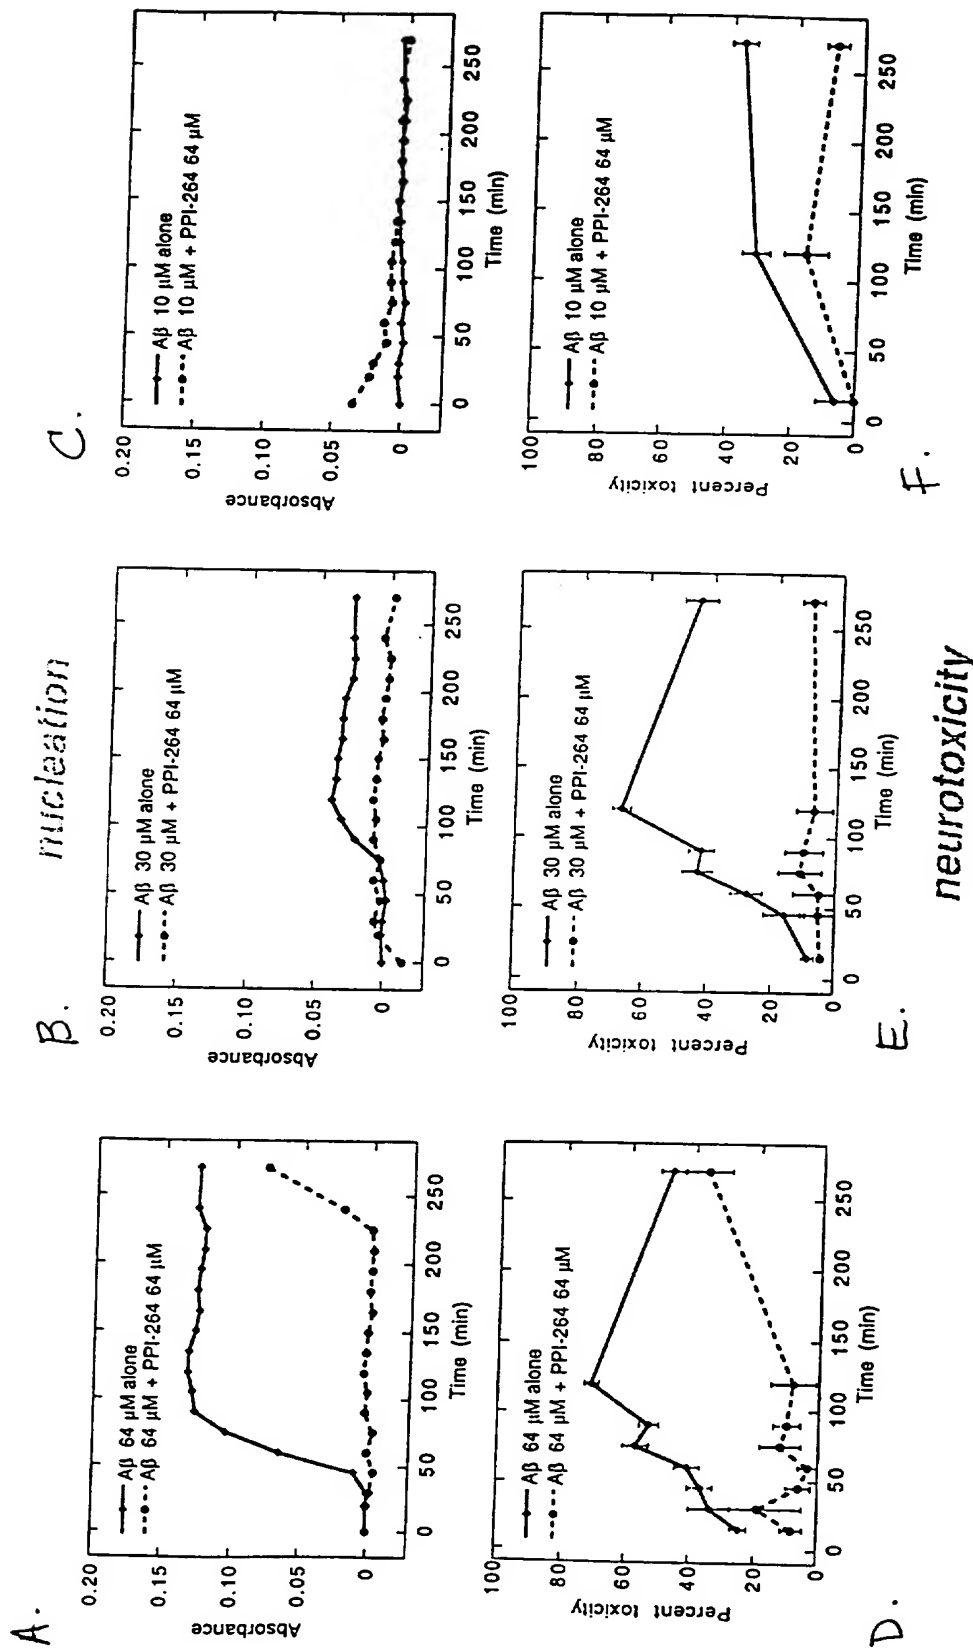 nucleation
A.
0.20
0.15
0.10
0.05
0
Absorbance
Aβ 64 μM alone
Aβ 64 μM + PPI-264 64 μM
0 50 100 150 200 250
Time (min)
B.
0.20
0.15
0.10
0.05
0
Absorbance
Aβ 30 μM alone
Aβ 30 μM + PPI-264 64 μM
0 50 100 150 200 250
Time (min)
C.
0.20
0.15
0.10
0.05
0
Absorbance
Aβ 10 μM alone
Aβ 10 μM + PPI-264 64 μM
0 50 100 150 200 250
Time (min)
D.
100
80
60
40
20
0
Percent toxicity
Aβ 64 μM alone
Aβ 64 μM + PPI-264 64 μM
0 50 100 150 200 250
Time (min)
E.
100
80
60
40
20
0
Percent toxicity
Aβ 30 μM alone
Aβ 30 μM + PPI-264 64 μM
0 50 100 150 200 250
Time (min)
F.
100
80
60
40
20
0
Percent toxicity
Aβ 10 μM alone
Aβ 10 μM + PPI-264 64 μM
0 50 100 150 200 250
Time (min)
neurotoxicity